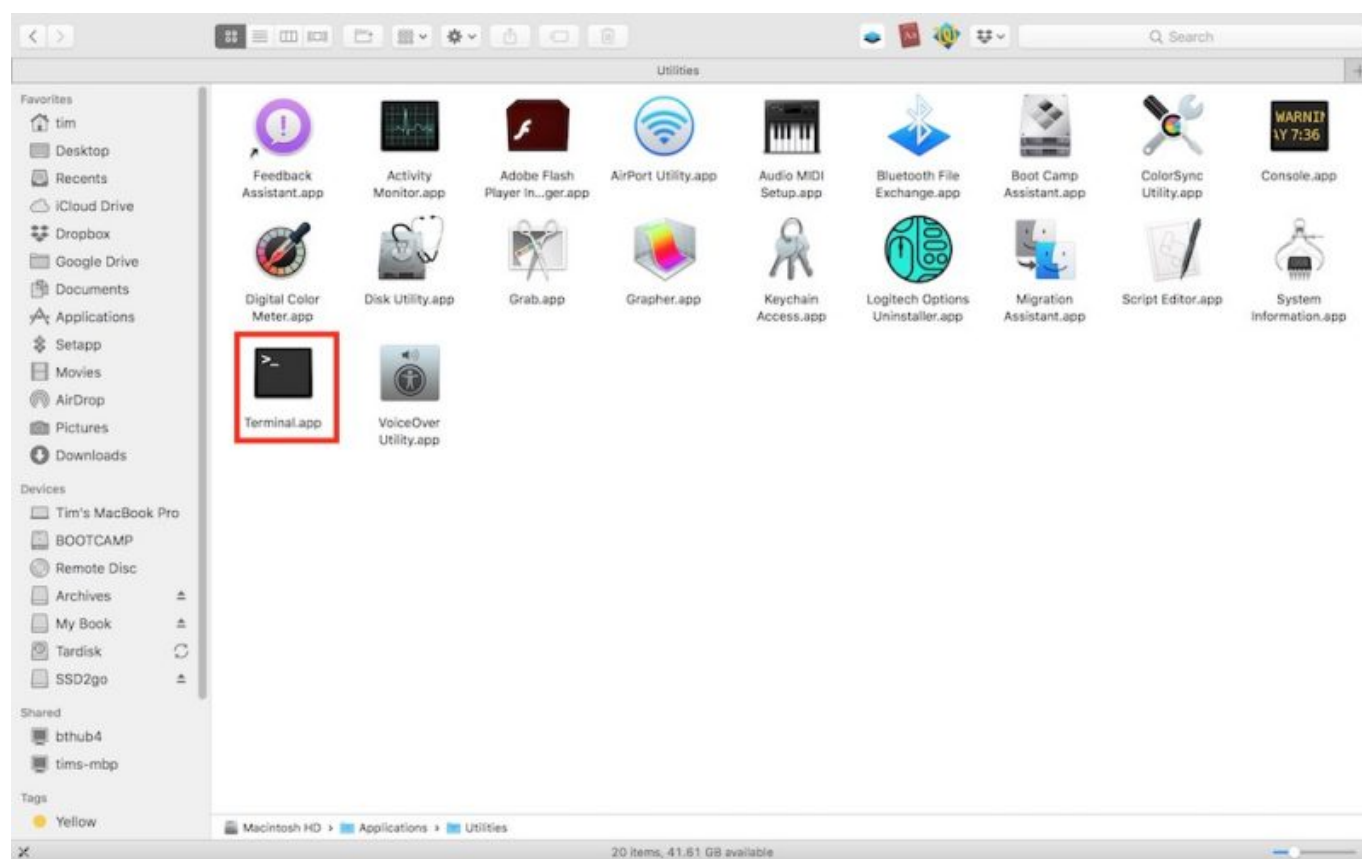 Search
Utilities
Favorites
tim
Desktop
Recents
iCloud Drive
Dropbox
Google Drive
Documents
Applications
Setapp
Movies
AirDrop
Pictures
Downloads
Devices
Tim's MacBook Pro
BOOTCAMP
Remote Disc
Archives
My Book
Tardisk
SSD2go
Shared
bthub4
tims-mbp
Tags
Yellow
Feedback
Assistant.app
Activity
Monitor.app
Adobe Flash
Player In...ger.app
AirPort Utility.app
Audio MIDI
Setup.app
Bluetooth File
Exchange.app
Boot Camp
Assistant.app
ColorSync
Utility.app
WARNIN
AY 7:36
Console.app
Digital Color
Meter.app
Disk Utility.app
Grab.app
Grapher.app
Keychain
Access.app
Logitech Options
Uninstaller.app
Migration
Assistant.app
Script Editor.app
System
Information.app
>_
Terminal.app
VoiceOver
Utility.app
Macintosh HD › Applications › Utilities
20 items, 41.61 GB available